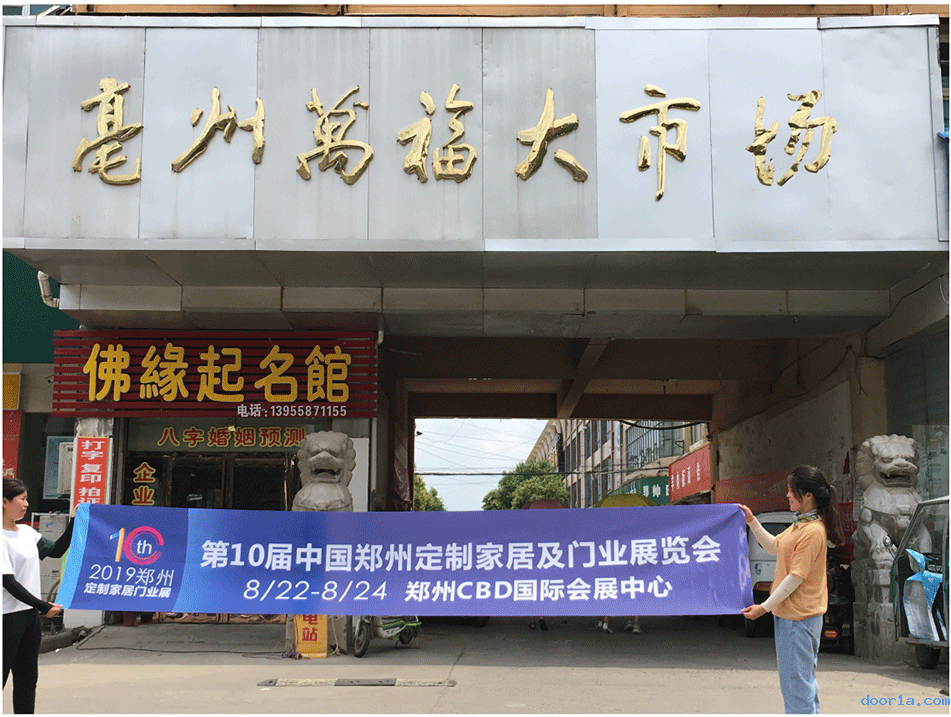 亳州萬福大市场
佛緣起名館
电话：13955871155
八字婚姻预测
企业
打字复印拍
10th
2019郑州
定制家居门业展
第10届中国郑州定制家居及门业展览会
8/22-8/24 郑州CBD国际会展中心
电站
door1a.com